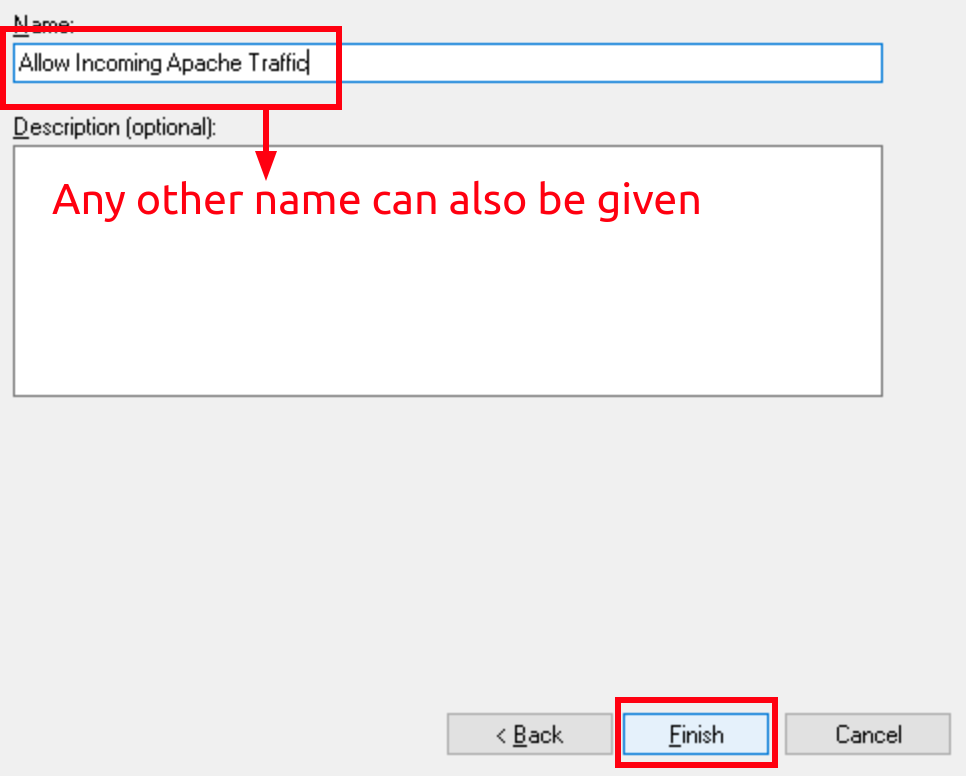 Name:
Allow Incoming Apache Traffic
Description (optional):
Any other name can also be given
< Back
Finish
Cancel